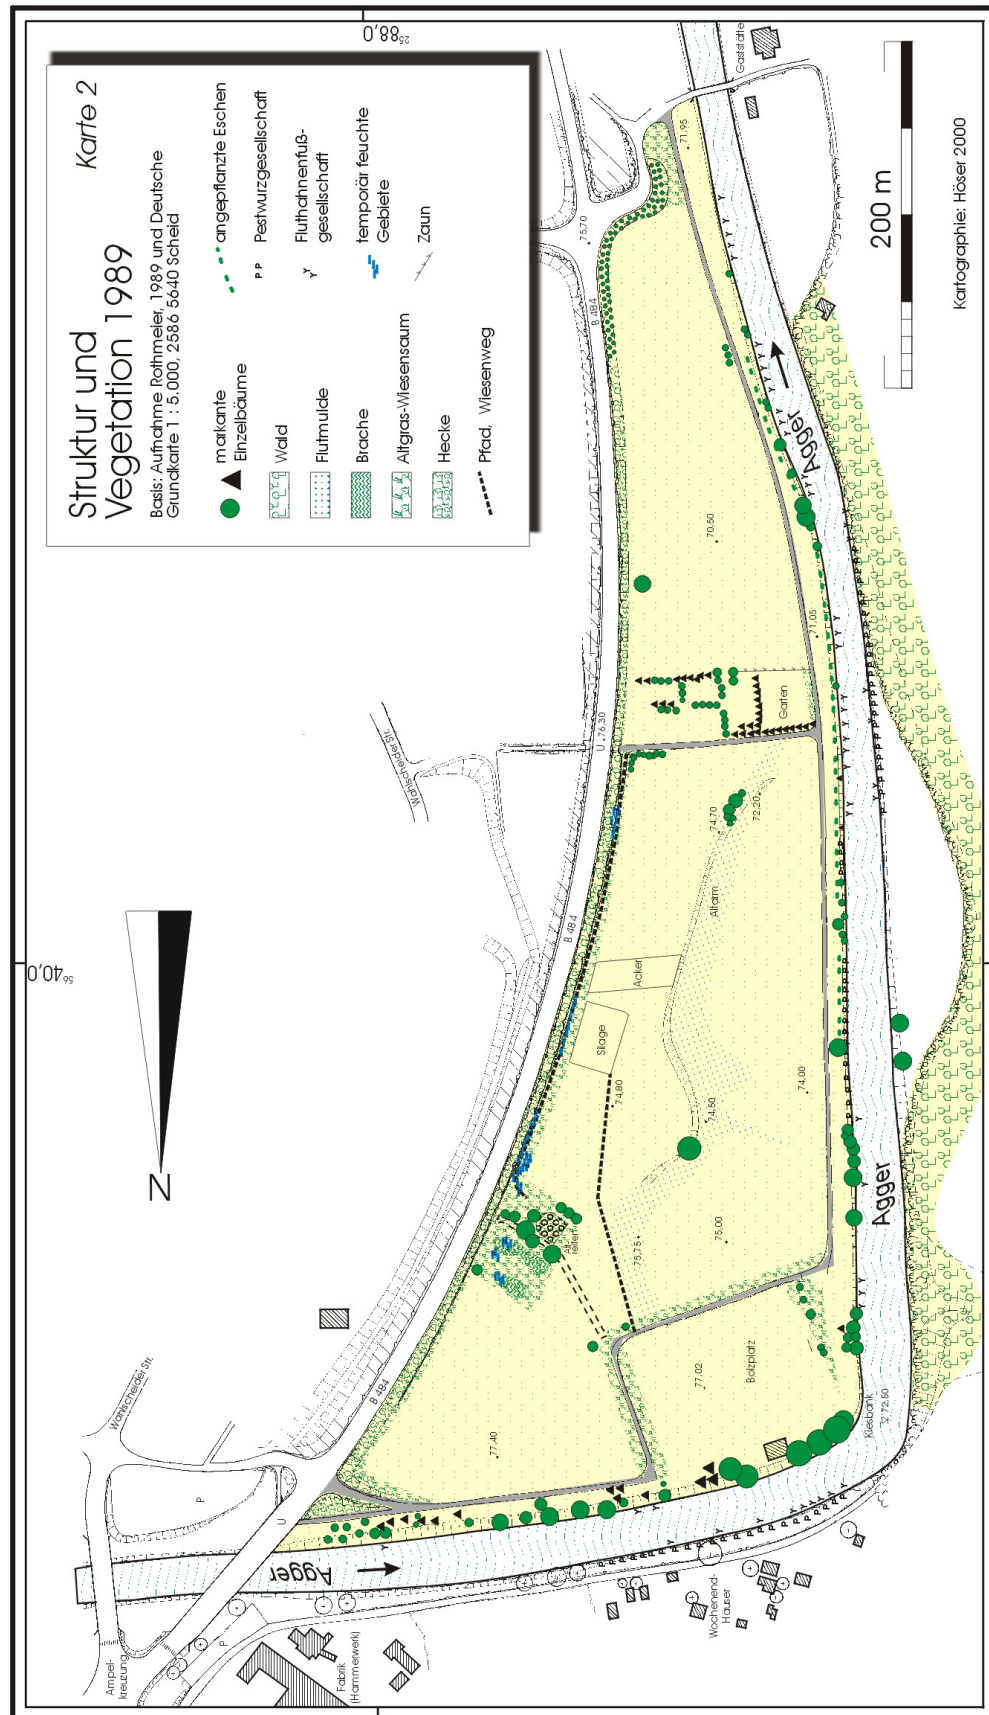 Karte 2
Struktur und
Vegetation 1989
Basis: Aufnahme Rothmeier, 1989 und Deutsche
Grundkarte 1 : 5.000, 2586 5640 Scheid
markante
Einzelbäume
Wald
Flutmulde
Brache
Altgras-Wiesensaum
Hecke
Pfad, Wiesenweg
angepflanzte Eschen
P P
Pestwurzgesellschaft
Y Y
Fluthahnenfuß-
gesellschaft
temporär feuchte
Gebiete
Zaun
25 88,0
56 40,0
N
200 m
Kartographie: Höser 2000
Gaststätte
71.95
75.70
B 484
Agger
70.50
71.05
U 76.30
Garten
Wahlscheider Str.
74.70
72.20
Altarm
B 484
Acker
Silage
74.80
74.50
74.00
Agger
75.00
75.75
Alt-
reifen
77.02
Bolzplatz
Kiesbank
72.50
77.40
B 484
Wahlscheider Str.
P
U
Agger
P
Ampel-
kreuzung
Fabrik
(Hammerwerk)
Wochenend-
Häuser